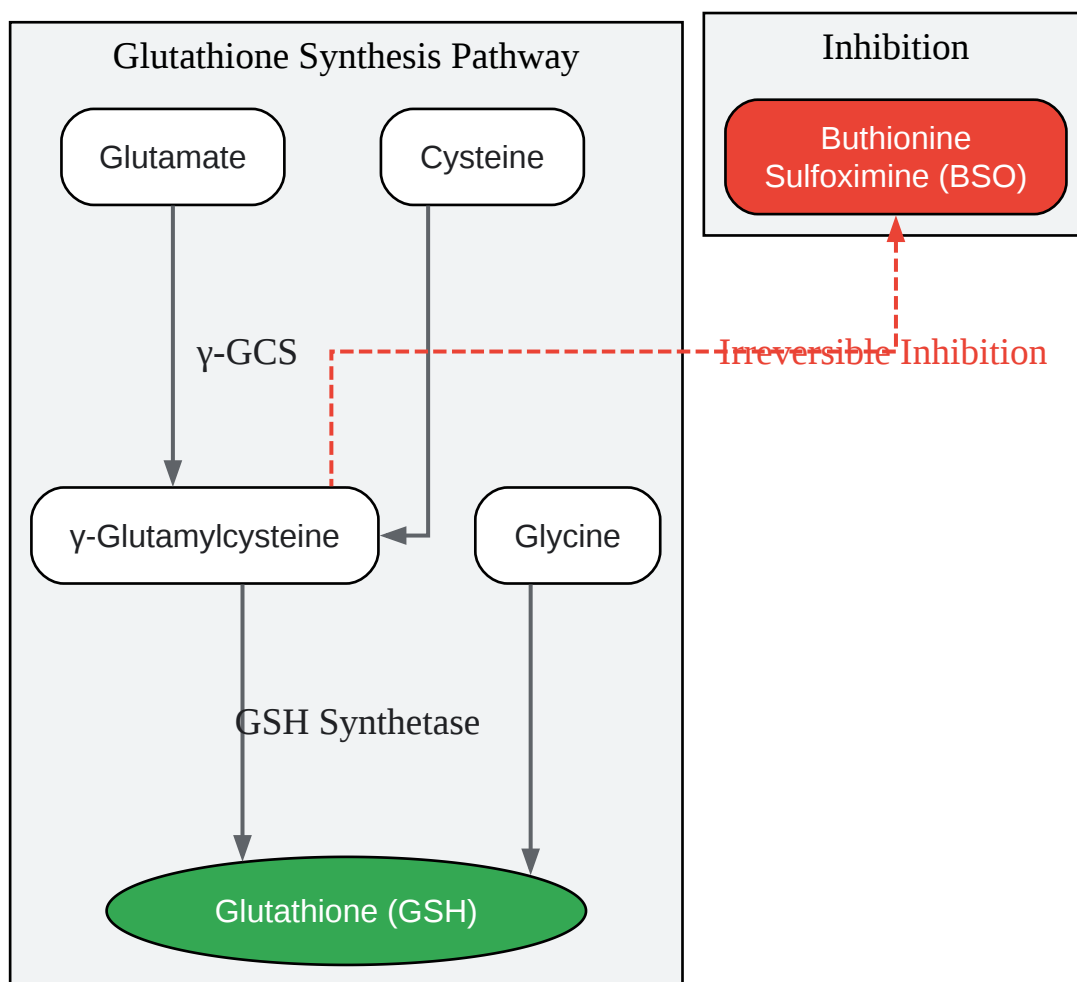 Glutathione Synthesis Pathway
Inhibition
Glutamate
Cysteine
Buthionine
Sulfoximine (BSO)
γ-GCS
Irreversible Inhibition
γ-Glutamylcysteine
Glycine
GSH Synthetase
Glutathione (GSH)